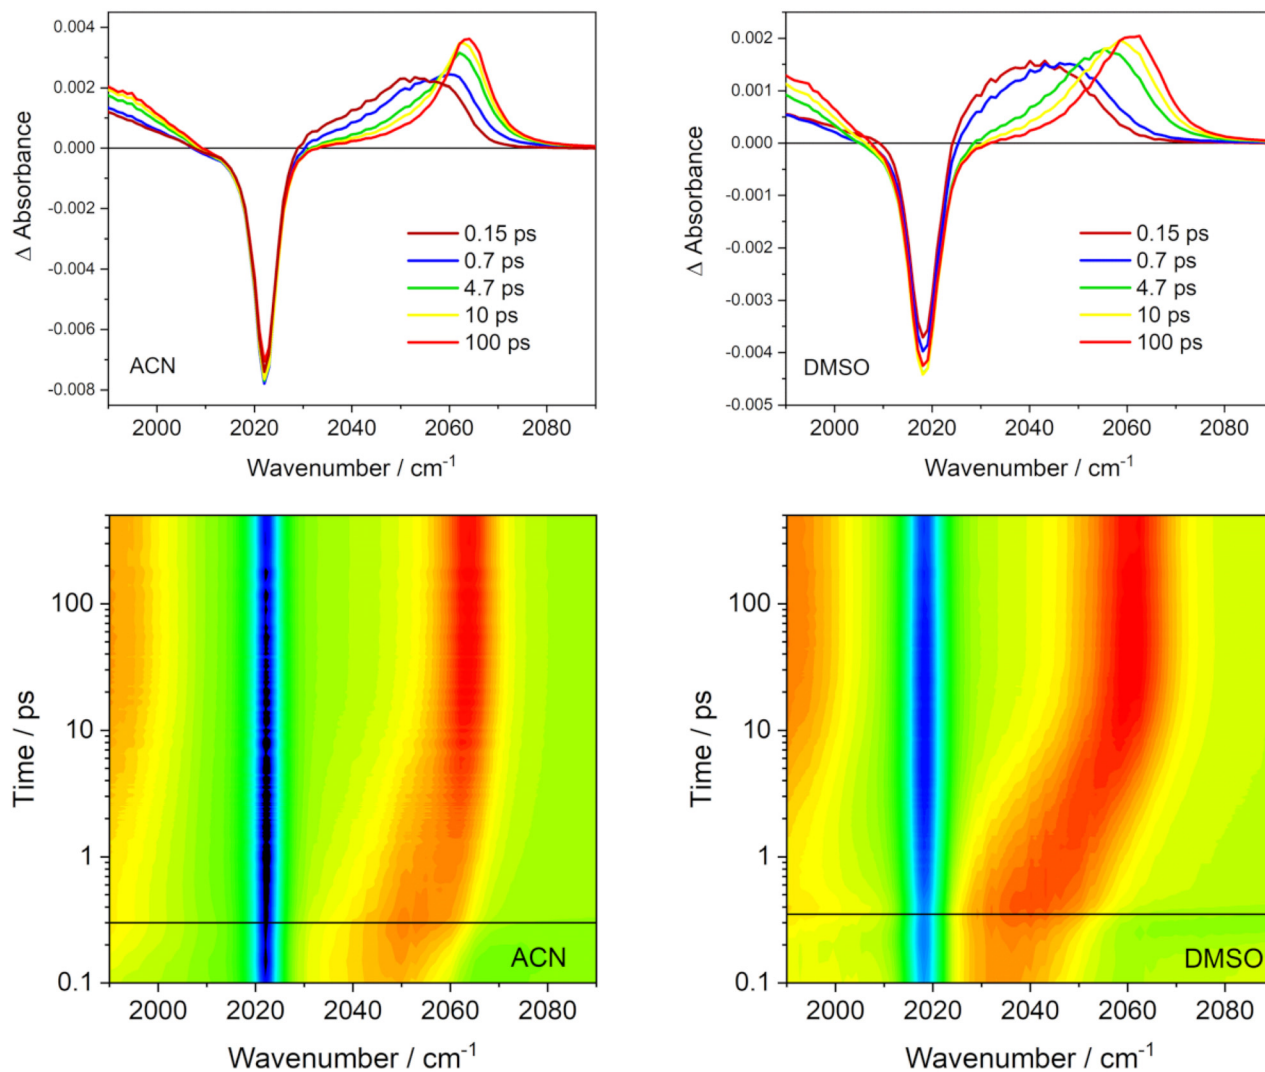 0.004
0.002
0.000
-0.002
-0.004
-0.006
-0.008
Δ Absorbance
0.15 ps
0.7 ps
4.7 ps
10 ps
100 ps
ACN
2000 2020 2040 2060 2080
Wavenumber / cm⁻¹
0.002
0.001
0.000
-0.001
-0.002
-0.003
-0.004
-0.005
Δ Absorbance
0.15 ps
0.7 ps
4.7 ps
10 ps
100 ps
DMSO
2000 2020 2040 2060 2080
Wavenumber / cm⁻¹
100
10
1
0.1
Time / ps
ACN
2000 2020 2040 2060 2080
Wavenumber / cm⁻¹
100
10
1
0.1
Time / ps
DMSO
2000 2020 2040 2060 2080
Wavenumber / cm⁻¹